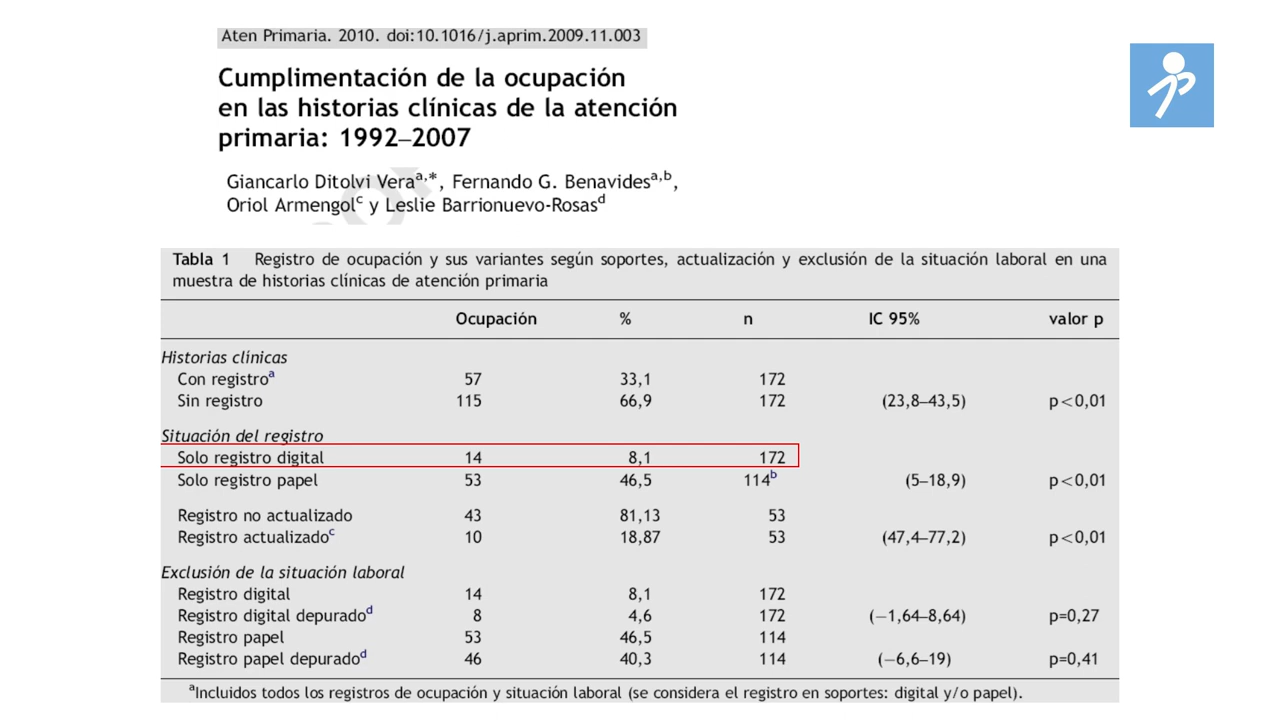 Aten Primaria. 2010. doi:10.1016/j.aprim.2009.11.003
Cumplimentación de la ocupación
en las historias clínicas de la atención
primaria: 1992–2007
Giancarlo Ditolvi Veraᵃ,*, Fernando G. Benavidesᵃ,ᵇ,
Oriol Armengolᶜ y Leslie Barrionuevo-Rosasᵈ
Tabla 1 Registro de ocupación y sus variantes según soportes, actualización y exclusión de la situación laboral en una
muestra de historias clínicas de atención primaria
Ocupación % n IC 95% valor p
Historias clínicas
Con registroᵃ 57 33,1 172
Sin registro 115 66,9 172 (23,8–43,5) p<0,01
Situación del registro
Solo registro digital 14 8,1 172
Solo registro papel 53 46,5 114ᵇ (5–18,9) p<0,01
Registro no actualizado 43 81,13 53
Registro actualizadoᶜ 10 18,87 53 (47,4–77,2) p<0,01
Exclusión de la situación laboral
Registro digital 14 8,1 172
Registro digital depuradoᵈ 8 4,6 172 (−1,64–8,64) p=0,27
Registro papel 53 46,5 114
Registro papel depuradoᵈ 46 40,3 114 (−6,6–19) p=0,41
ᵃIncluidos todos los registros de ocupación y situación laboral (se considera el registro en soportes: digital y/o papel).